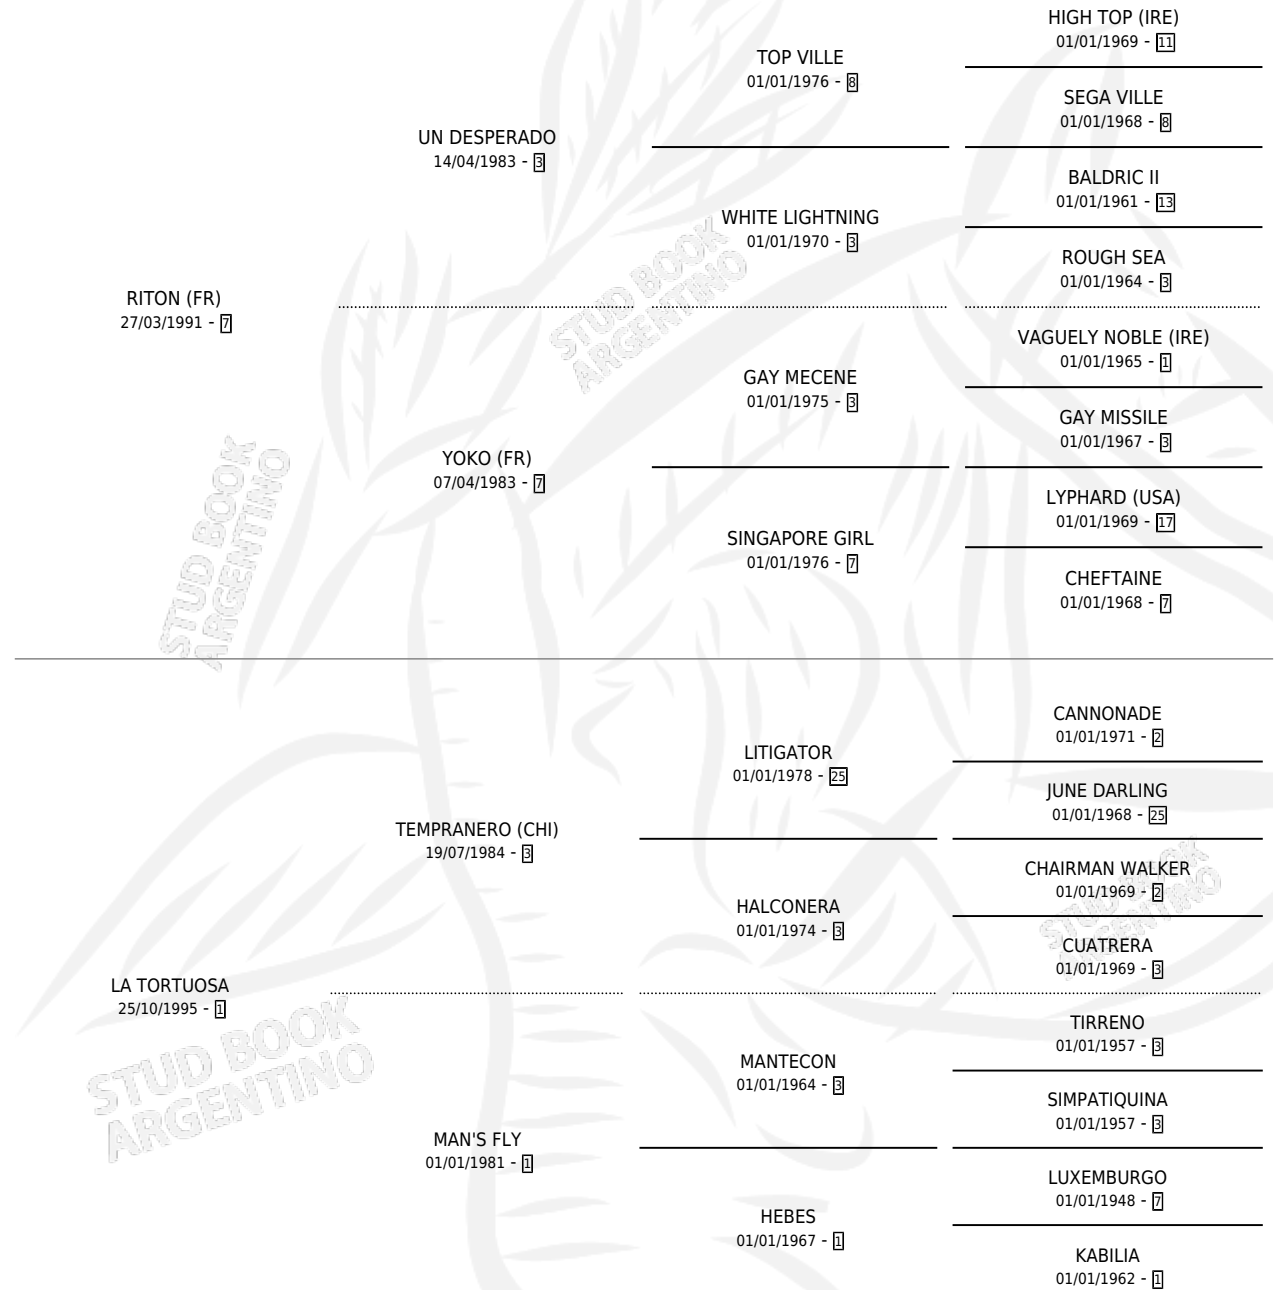 HIGH TOP (IRE)
01/01/1969 - 11
TOP VILLE
01/01/1976 - 8
SEGA VILLE
01/01/1968 - 8
UN DESPERADO
14/04/1983 - 3
BALDRIC II
01/01/1961 - 13
WHITE LIGHTNING
01/01/1970 - 3
ROUGH SEA
01/01/1964 - 3
RITON (FR)
27/03/1991 - 7
VAGUELY NOBLE (IRE)
01/01/1965 - 1
GAY MECENE
01/01/1975 - 3
GAY MISSILE
01/01/1967 - 3
YOKO (FR)
07/04/1983 - 7
LYPHARD (USA)
01/01/1969 - 17
SINGAPORE GIRL
01/01/1976 - 7
CHEFTAINE
01/01/1968 - 7
CANNONADE
01/01/1971 - 2
LITIGATOR
01/01/1978 - 25
JUNE DARLING
01/01/1968 - 25
TEMPRANERO (CHI)
19/07/1984 - 3
CHAIRMAN WALKER
01/01/1969 - 2
HALCONERA
01/01/1974 - 3
CUATRERA
01/01/1969 - 3
LA TORTUOSA
25/10/1995 - 1
TIRRENO
01/01/1957 - 3
MANTECON
01/01/1964 - 3
SIMPATIQUINA
01/01/1957 - 3
MAN'S FLY
01/01/1981 - 1
LUXEMBURGO
01/01/1948 - 7
HEBES
01/01/1967 - 1
KABILIA
01/01/1962 - 1
STUD BOOK
ARGENTINO
STUD BOOK
ARGENTINO
STUD BOOK
ARGENTINO
STUD BOOK
ARGENTINO